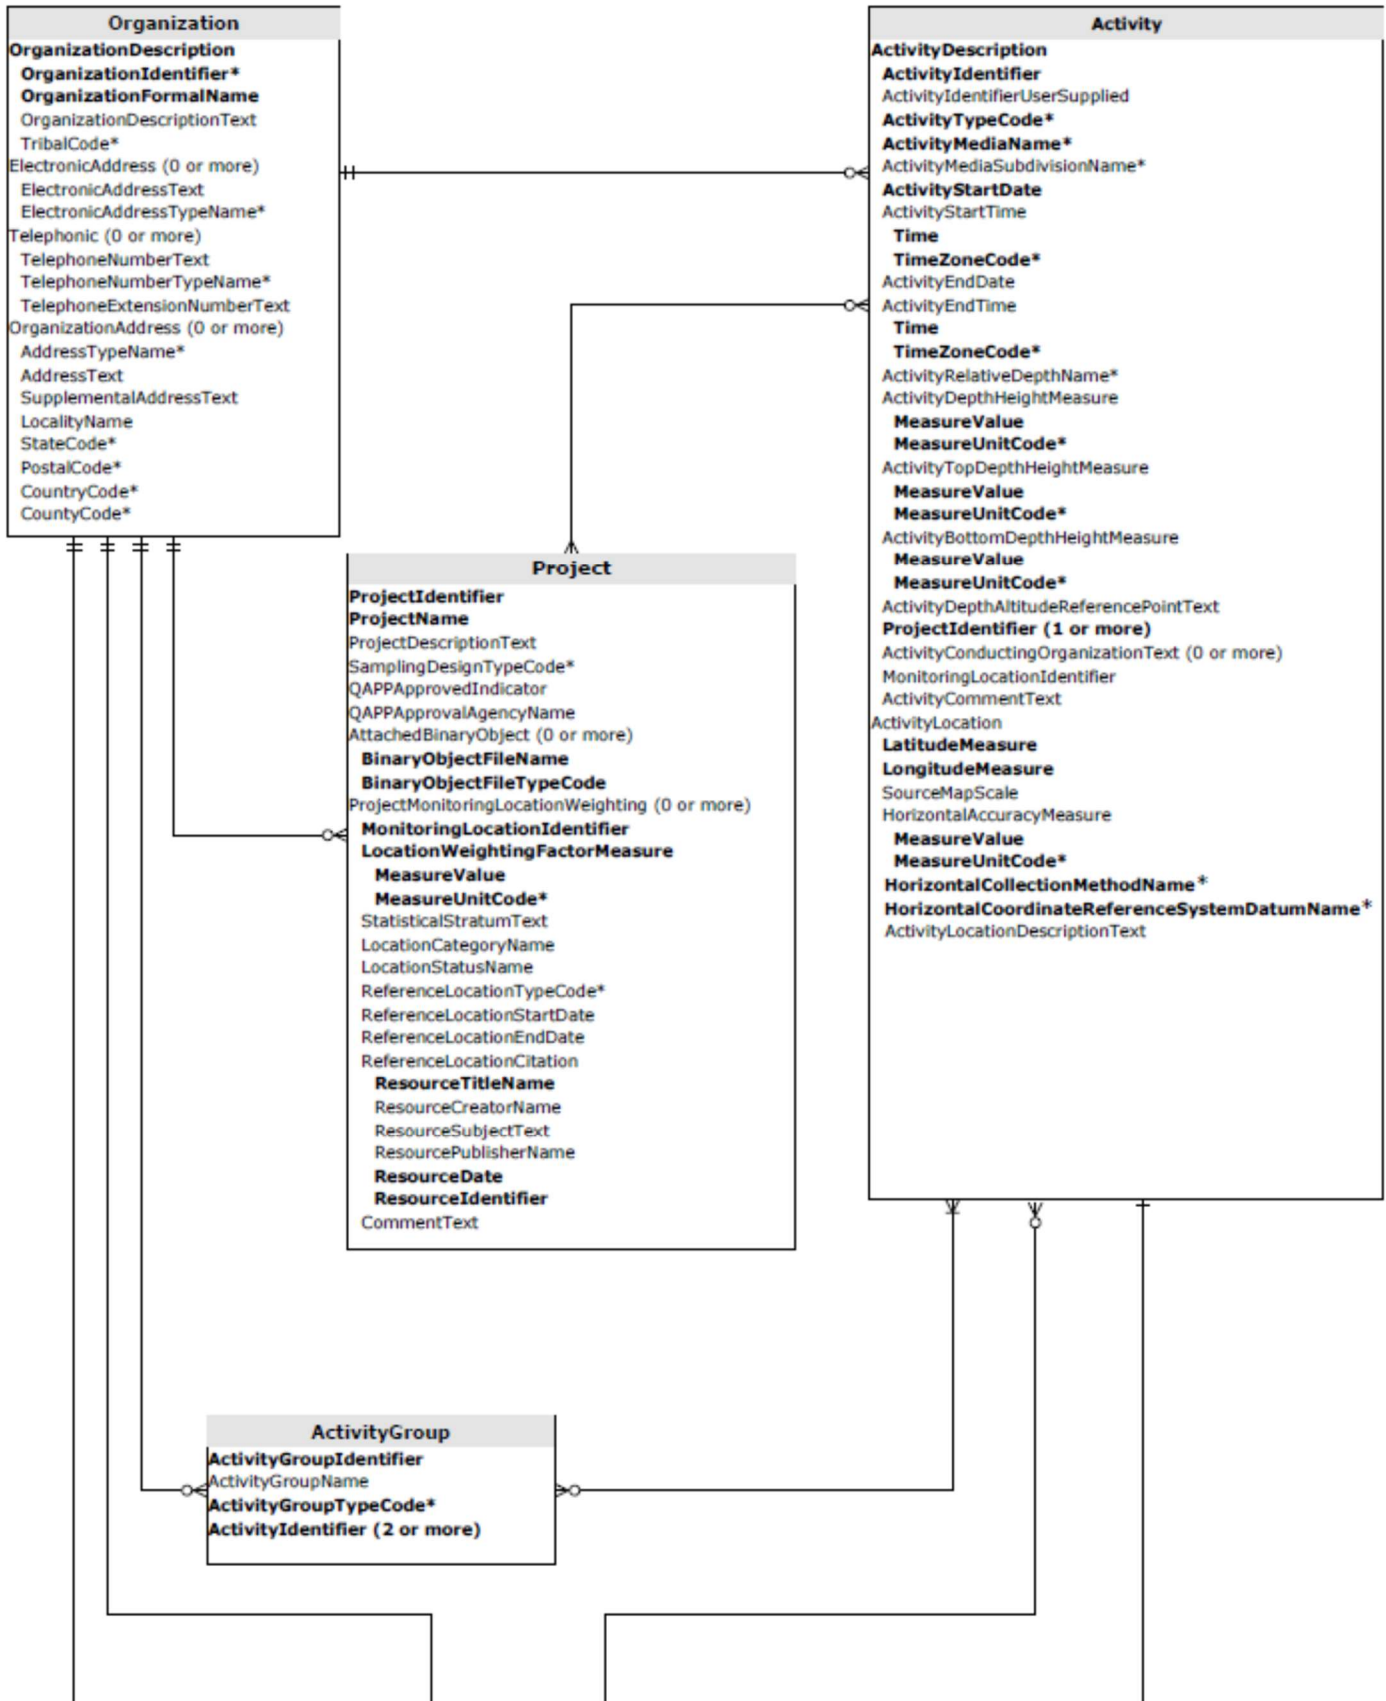 Organization
OrganizationDescription
OrganizationIdentifier*
OrganizationFormalName
OrganizationDescriptionText
TribalCode*
ElectronicAddress (0 or more)
ElectronicAddressText
ElectronicAddressTypeName*
Telephonic (0 or more)
TelephoneNumberText
TelephoneNumberTypeName*
TelephoneExtensionNumberText
OrganizationAddress (0 or more)
AddressTypeName*
AddressText
SupplementalAddressText
LocalityName
StateCode*
PostalCode*
CountryCode*
CountyCode*
Activity
ActivityDescription
ActivityIdentifier
ActivityIdentifierUserSupplied
ActivityTypeCode*
ActivityMediaName*
ActivityMediaSubdivisionName*
ActivityStartDate
ActivityStartTime
Time
TimeZoneCode*
ActivityEndDate
ActivityEndTime
Time
TimeZoneCode*
ActivityRelativeDepthName*
ActivityDepthHeightMeasure
MeasureValue
MeasureUnitCode*
ActivityTopDepthHeightMeasure
MeasureValue
MeasureUnitCode*
ActivityBottomDepthHeightMeasure
MeasureValue
MeasureUnitCode*
ActivityDepthAltitudeReferencePointText
ProjectIdentifier (1 or more)
ActivityConductingOrganizationText (0 or more)
MonitoringLocationIdentifier
ActivityCommentText
ActivityLocation
LatitudeMeasure
LongitudeMeasure
SourceMapScale
HorizontalAccuracyMeasure
MeasureValue
MeasureUnitCode*
HorizontalCollectionMethodName*
HorizontalCoordinateReferenceSystemDatumName*
ActivityLocationDescriptionText
Project
ProjectIdentifier
ProjectName
ProjectDescriptionText
SamplingDesignTypeCode*
QAPPApprovedIndicator
QAPPApprovalAgencyName
AttachedBinaryObject (0 or more)
BinaryObjectFileName
BinaryObjectFileTypeCode
ProjectMonitoringLocationWeighting (0 or more)
MonitoringLocationIdentifier
LocationWeightingFactorMeasure
MeasureValue
MeasureUnitCode*
StatisticalStratumText
LocationCategoryName
LocationStatusName
ReferenceLocationTypeCode*
ReferenceLocationStartDate
ReferenceLocationEndDate
ReferenceLocationCitation
ResourceTitleName
ResourceCreatorName
ResourceSubjectText
ResourcePublisherName
ResourceDate
ResourceIdentifier
CommentText
ActivityGroup
ActivityGroupIdentifier
ActivityGroupName
ActivityGroupTypeCode*
ActivityIdentifier (2 or more)